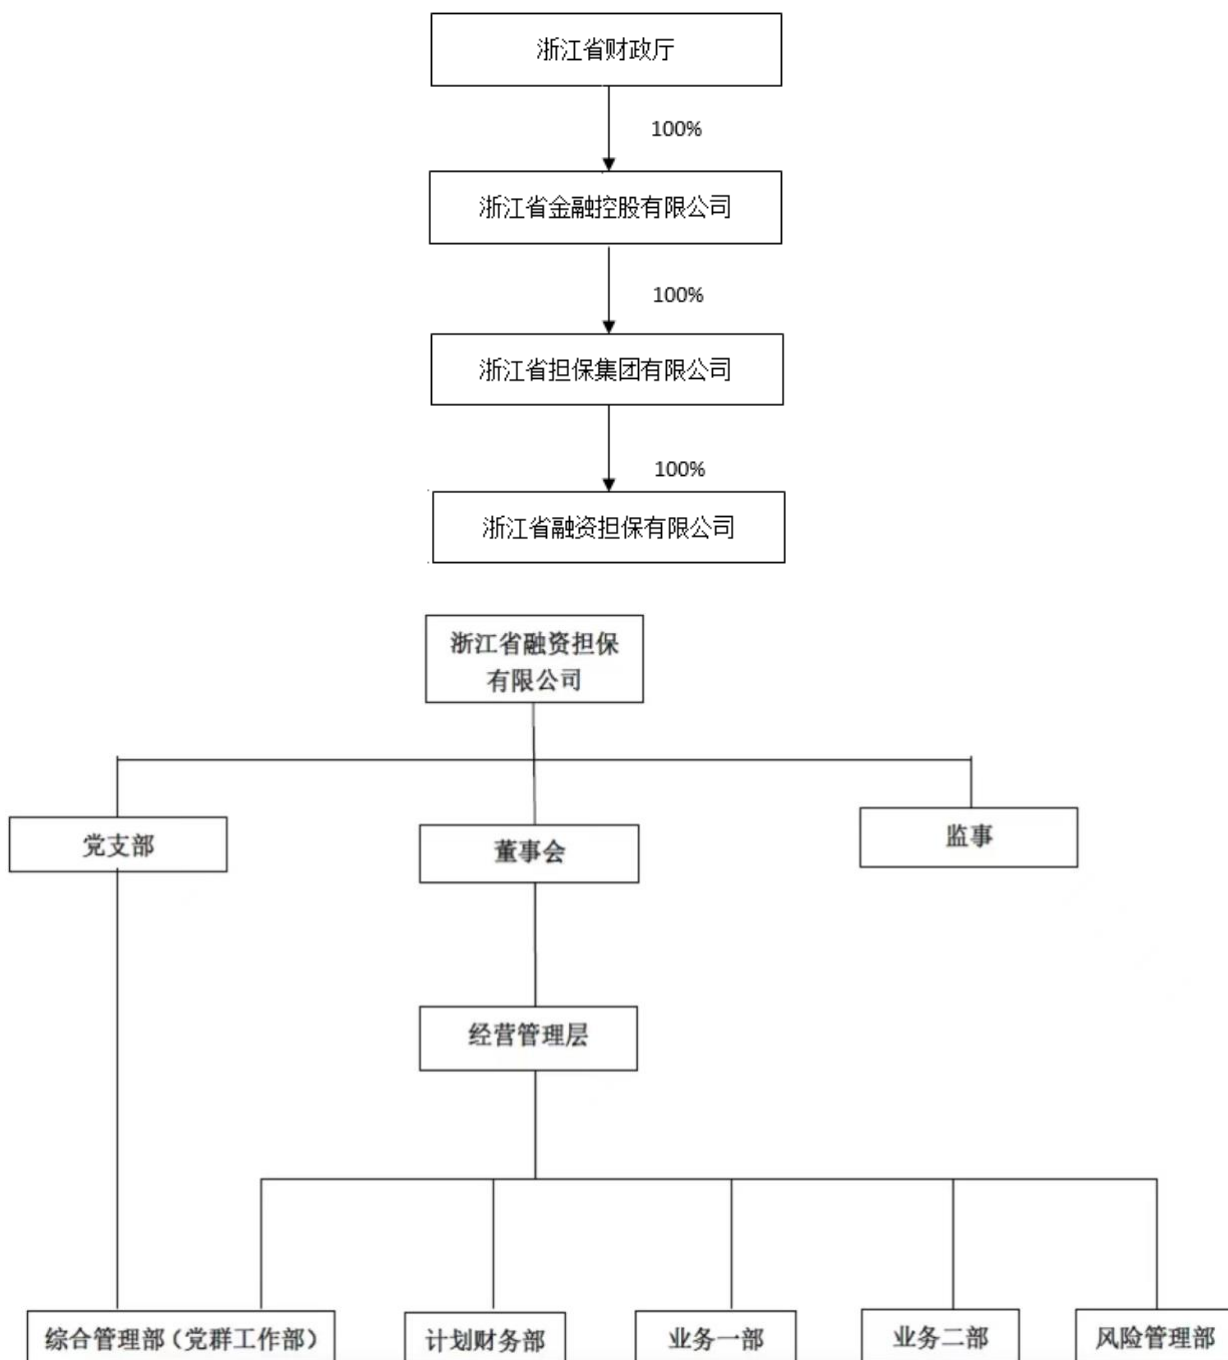 浙江省财政厅
100%
浙江省金融控股有限公司
100%
浙江省担保集团有限公司
100%
浙江省融资担保有限公司
浙江省融资担保
有限公司
党支部
董事会
监事
经营管理层
综合管理部（党群工作部）
计划财务部
业务一部
业务二部
风险管理部